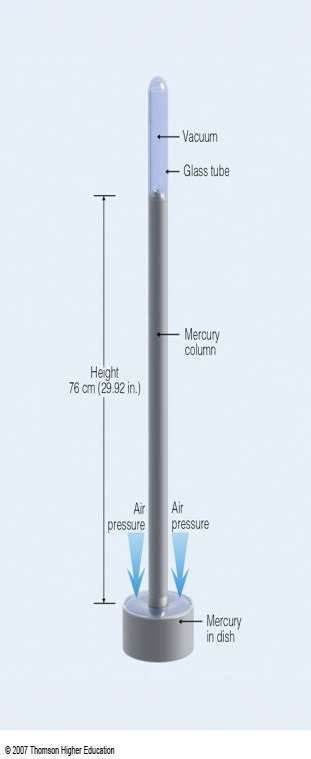 Vacuum
Glass tube
Mercury
column
Height
76 cm (29.92 in.)
Air
pressure
Air
pressure
Mercury
in dish
© 2007 Thomson Higher Education